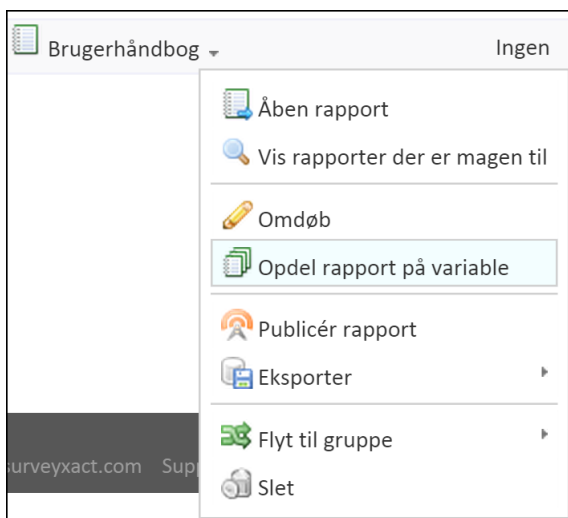 Brugerhåndbog Ingen
Åben rapport
Vis rapporter der er magen til
Omdøb
Opdel rapport på variable
Publicér rapport
Eksporter
Flyt til gruppe
surveyxact.com Sup
Slet